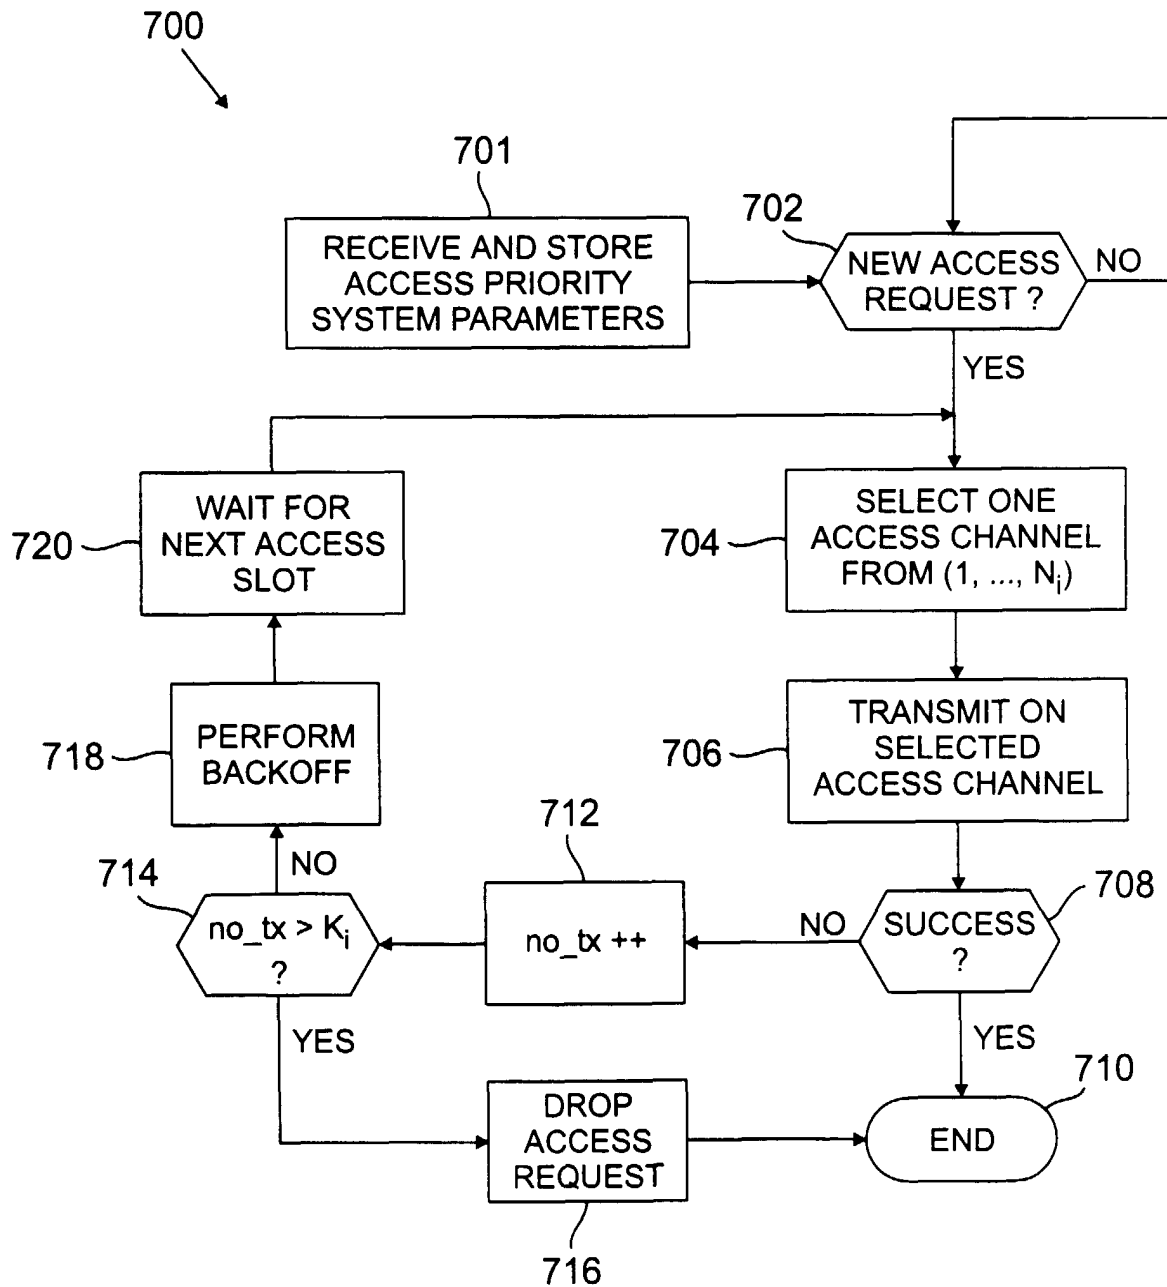 700
701
RECEIVE AND STORE
ACCESS PRIORITY
SYSTEM PARAMETERS
702
NEW ACCESS
REQUEST ?
NO
YES
720
WAIT FOR
NEXT ACCESS
SLOT
704
SELECT ONE
ACCESS CHANNEL
FROM (1, ..., Ni)
718
PERFORM
BACKOFF
706
TRANSMIT ON
SELECTED
ACCESS CHANNEL
714
NO
no_tx > Ki
?
YES
712
no_tx ++
NO
708
SUCCESS
?
YES
DROP
ACCESS
REQUEST
716
710
END